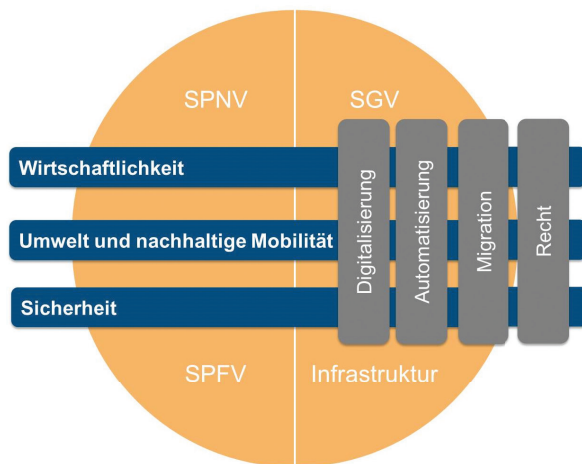 SPNV
SGV
Wirtschaftlichkeit
Umwelt und nachhaltige Mobilität
Sicherheit
Digitalisierung
Automatisierung
Migration
Recht
SPFV
Infrastruktur